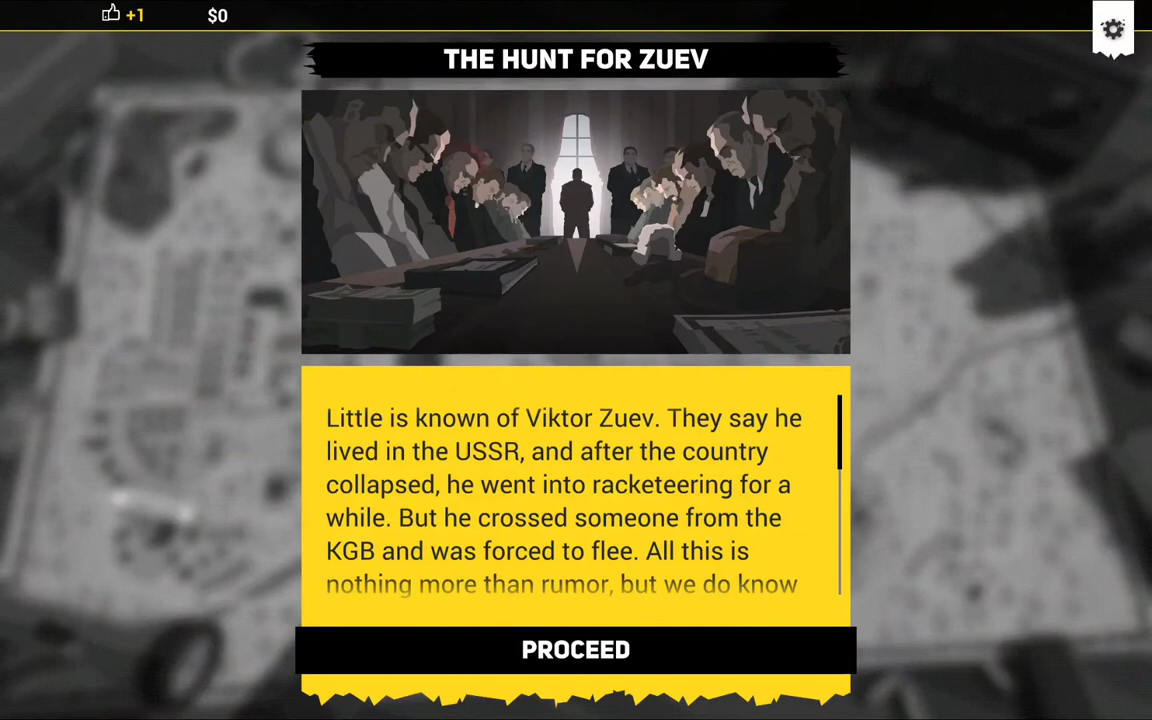 +1
$0
THE HUNT FOR ZUEV
Little is known of Viktor Zuev. They say he
lived in the USSR, and after the country
collapsed, he went into racketeering for a
while. But he crossed someone from the
KGB and was forced to flee. All this is
nothing more than rumor, but we do know
PROCEED